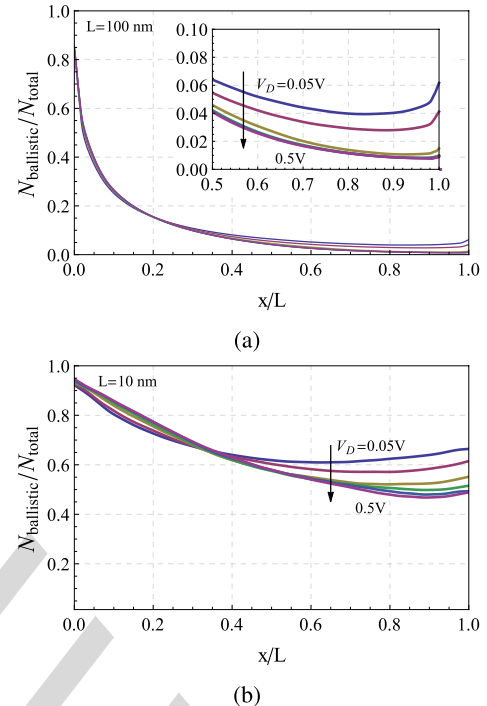 L=100 nm
N_ballistic/N_total
1.0
0.8
0.6
0.4
0.2
0.0
0.10
0.08
0.06
0.04
0.02
0.00
V_D=0.05V
0.5V
0.5 0.6 0.7 0.8 0.9 1.0
0.0 0.2 0.4 0.6 0.8 1.0
x/L
(a)
L=10 nm
N_ballistic/N_total
1.0
0.8
0.6
0.4
0.2
V_D=0.05V
0.5V
0.0 0.2 0.4 0.6 0.8 1.0
x/L
(b)